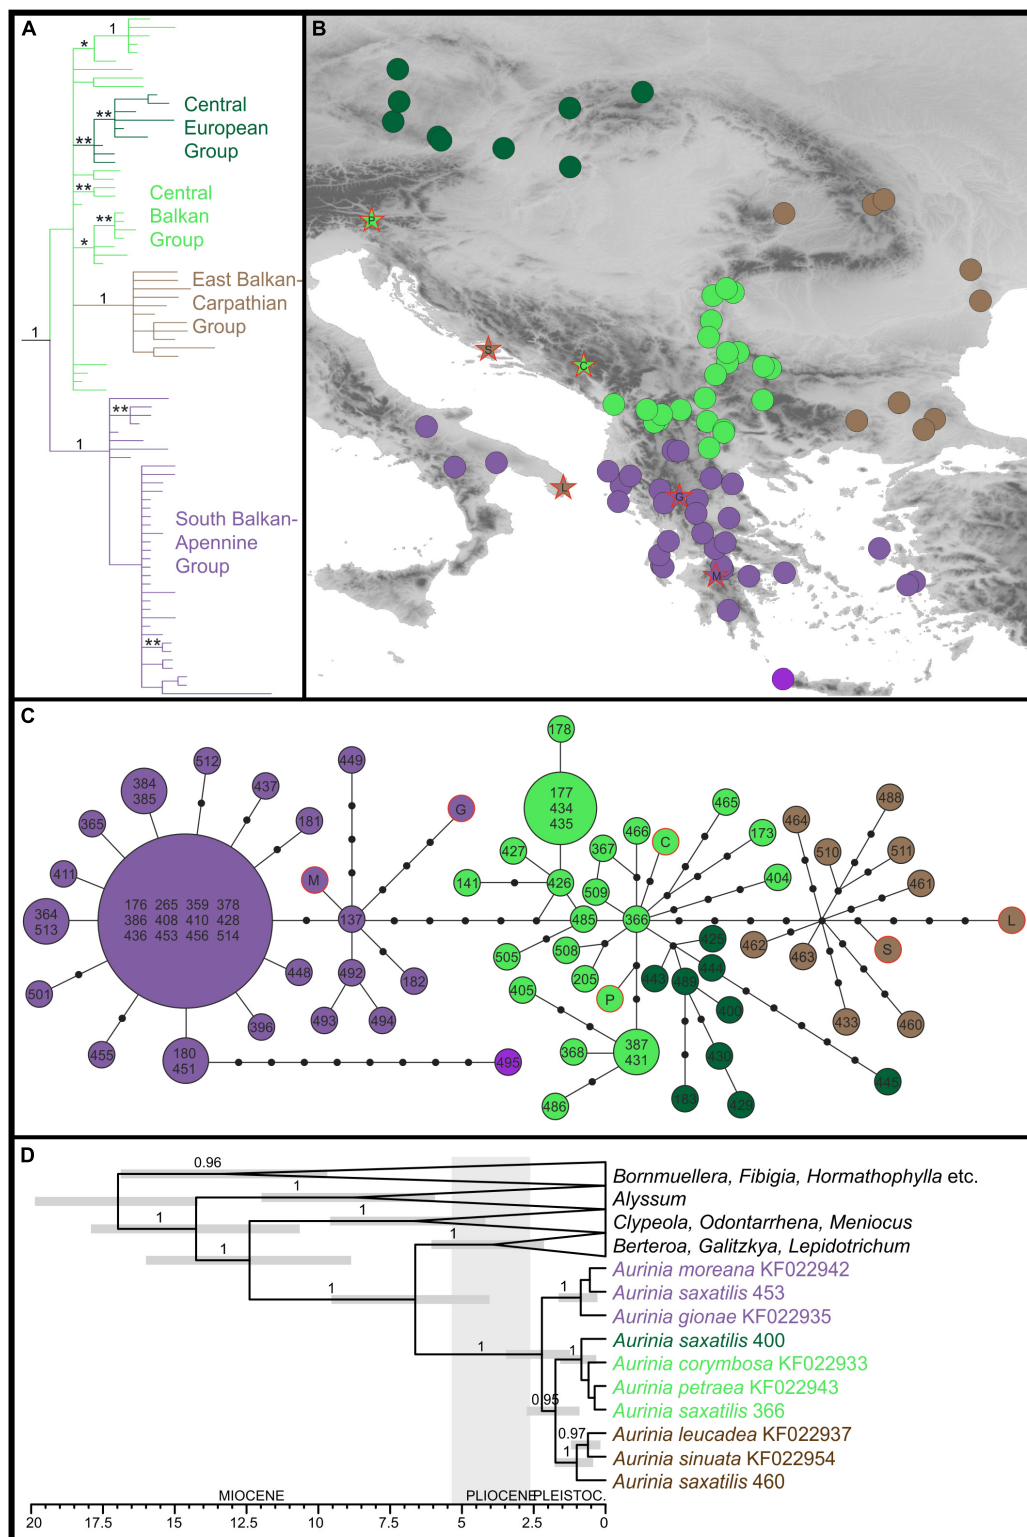 A
1
*
**
Central
European
Group
**
**
Central
Balkan
Group
**
*
East Balkan-
Carpathian
Group
1
1
**
1
South Balkan-
Apennine
Group
**
B
P
S
C
L
G
M
C
178
512
449
384
385
437
177
434
435
465
488
G
464
365
181
466
173
C
427
367
510
511
411
M
141
426
509
404
461
176 265 359 378
386 408 410 428
436 453 456 514
364
513
137
485
366
L
425
462
463
S
505
508
448
492
182
205
443
489
444
501
405
P
400
493
494
433
460
396
455
180
451
495
368
387
431
430
445
486
183
429
D
0.96
Bornmuellera, Fibigia, Hormathophylla etc.
1
Alyssum
1
1
Clypeola, Odontarrhena, Meniocus
1
1
Berteroa, Galitzkya, Lepidotrichum
Aurinia moreana KF022942
1
1
Aurinia saxatilis 453
Aurinia gionae KF022935
1
Aurinia saxatilis 400
1
Aurinia corymbosa KF022933
Aurinia petraea KF022943
0.95
Aurinia saxatilis 366
0.97
Aurinia leucadea KF022937
1
Aurinia sinuata KF022954
Aurinia saxatilis 460
MIOCENE PLIOCENE PLEISTOC.
20 17.5 12.5 10 7.5 5 2.5 0